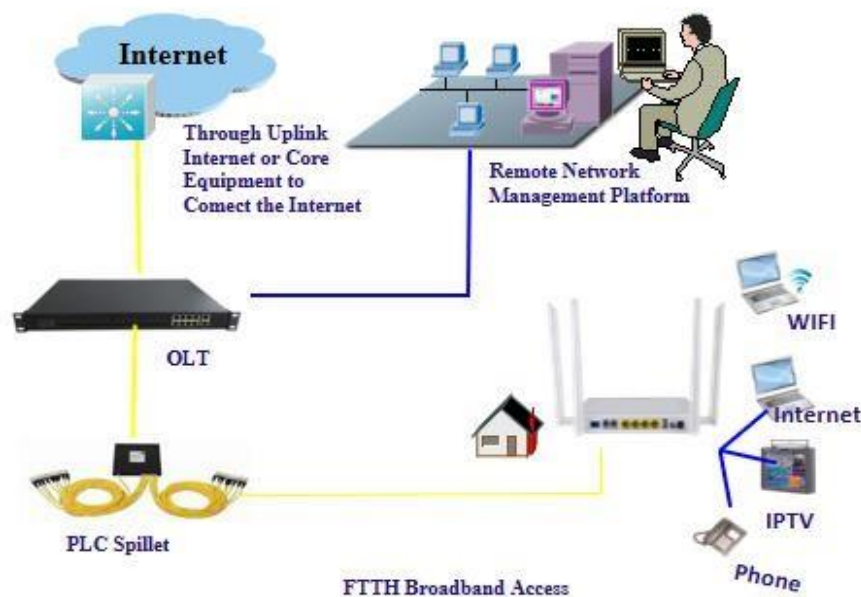 Internet
Through Uplink
Internet or Core
Equipment to
Comect the Internet
Remote Network
Management Platform
OLT
WIFI
Internet
IPTV
Phone
PLC Spillet
FTTH Broadband Access